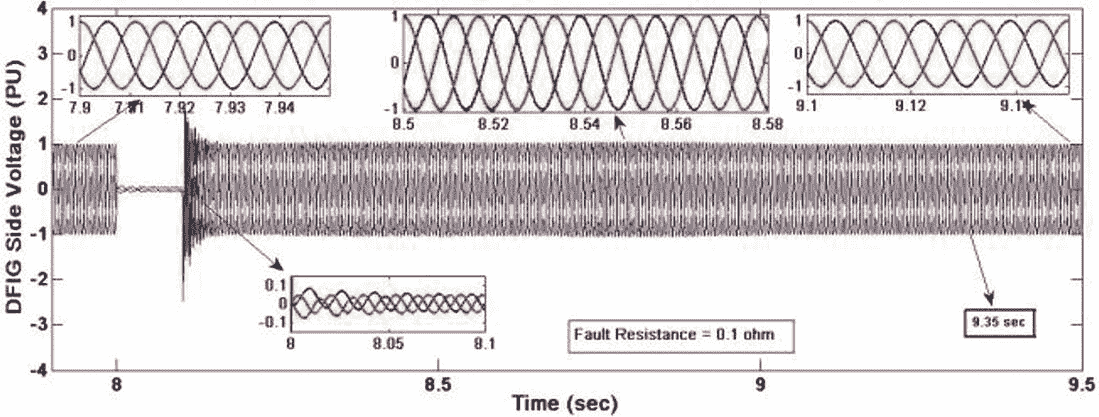 DFIG Side Voltage (PU)
4
3
2
1
0
-1
-2
-3
-4
1
0
-1
7.9 7.91 7.92 7.93 7.94
1
0
-1
8.5 8.52 8.54 8.56 8.58
1
0
-1
9.1 9.12
0.1
0
-0.1
8 8.05 8.1
Fault Resistance = 0.1 ohm
9.35 sec
8 8.5 9 9.5
Time (sec)